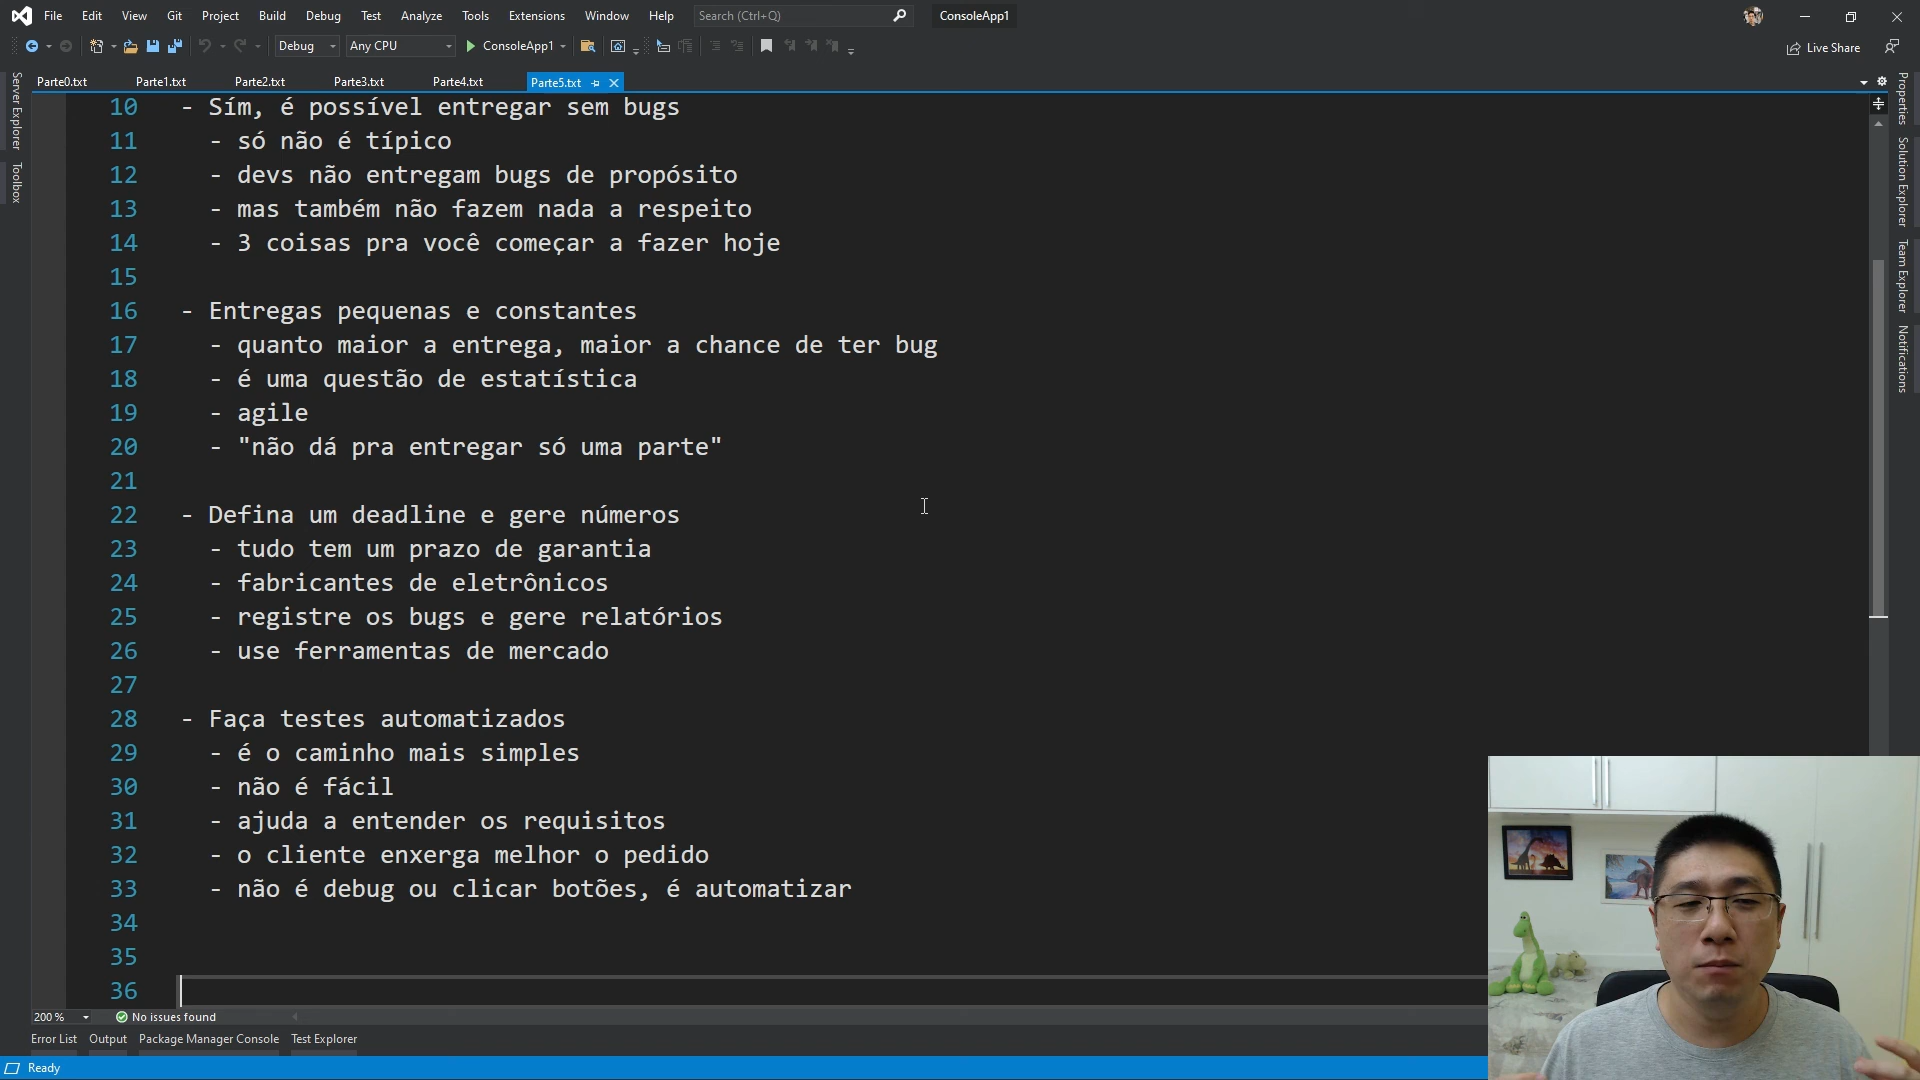 File Edit View Git Project Build Debug Test Analyze Tools Extensions Window Help Search (Ctrl+Q) ConsoleApp1
Debug Any CPU ConsoleApp1 Live Share
Parte0.txt Parte1.txt Parte2.txt Parte3.txt Parte4.txt Parte5.txt
Server Explorer
Toolbox
Properties
Solution Explorer
Team Explorer
Notifications
10 - Sím, é possível entregar sem bugs
11 - só não é típico
12 - devs não entregam bugs de propósito
13 - mas também não fazem nada a respeito
14 - 3 coisas pra você começar a fazer hoje
15
16 - Entregas pequenas e constantes
17 - quanto maior a entrega, maior a chance de ter bug
18 - é uma questão de estatística
19 - agile
20 - "não dá pra entregar só uma parte"
21
22 - Defina um deadline e gere números
23 - tudo tem um prazo de garantia
24 - fabricantes de eletrônicos
25 - registre os bugs e gere relatórios
26 - use ferramentas de mercado
27
28 - Faça testes automatizados
29 - é o caminho mais simples
30 - não é fácil
31 - ajuda a entender os requisitos
32 - o cliente enxerga melhor o pedido
33 - não é debug ou clicar botões, é automatizar
34
35
36
200 % No issues found
Error List Output Package Manager Console Test Explorer
Ready